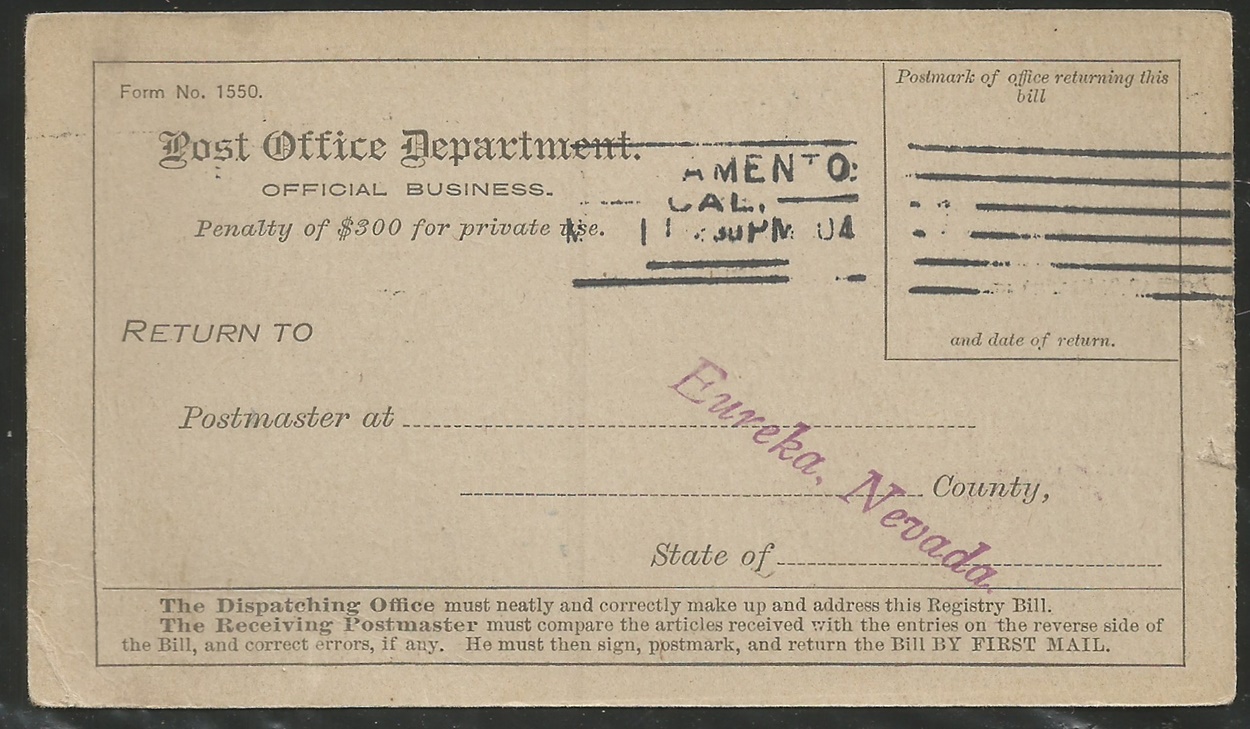 Form No. 1550.
Post Office Department.
OFFICIAL BUSINESS.
Penalty of $300 for private use.
Postmark of office returning this
bill
AMENTO.
CAL.
30PM 04
and date of return.
RETURN TO
Postmaster at
County,
State of
Eureka, Nevada.
The Dispatching Office must neatly and correctly make up and address this Registry Bill.
The Receiving Postmaster must compare the articles received with the entries on the reverse side of
the Bill, and correct errors, if any. He must then sign, postmark, and return the Bill BY FIRST MAIL.